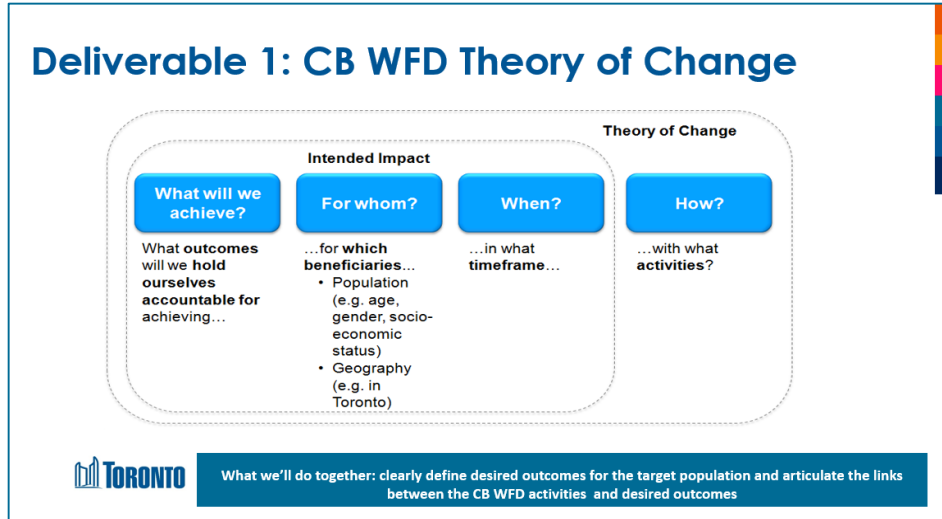 Deliverable 1: CB WFD Theory of Change
Theory of Change
Intended Impact
What will we
achieve?
For whom?
When?
How?
What outcomes
will we hold
ourselves
accountable for
achieving…
…for which
beneficiaries…
• Population
(e.g. age,
gender, socio-
economic
status)
• Geography
(e.g. in
Toronto)
…in what
timeframe…
…with what
activities?
TORONTO
What we'll do together: clearly define desired outcomes for the target population and articulate the links
between the CB WFD activities and desired outcomes